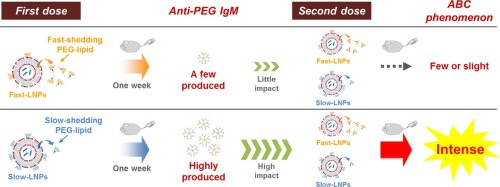 First dose
Anti-PEG IgM
Second dose
ABC
phenomenon
Fast-shedding
PEG-lipid
Fast-LNPs
One week
A few
produced
Little
impact
Fast-LNPs
Slow-LNPs
Few or slight
Slow-shedding
PEG-lipid
Slow-LNPs
One week
Highly
produced
High
impact
Fast-LNPs
Slow-LNPs
Intense